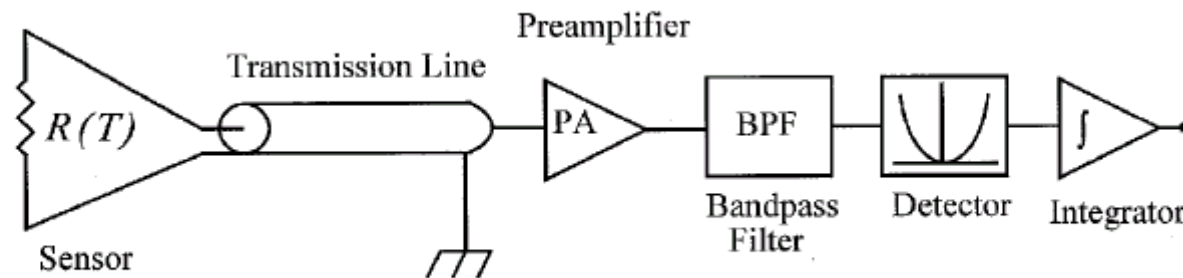 Preamplifier
Transmission Line
R(T)
PA
BPF
∫
Bandpass
Filter
Detector
Integrator
Sensor